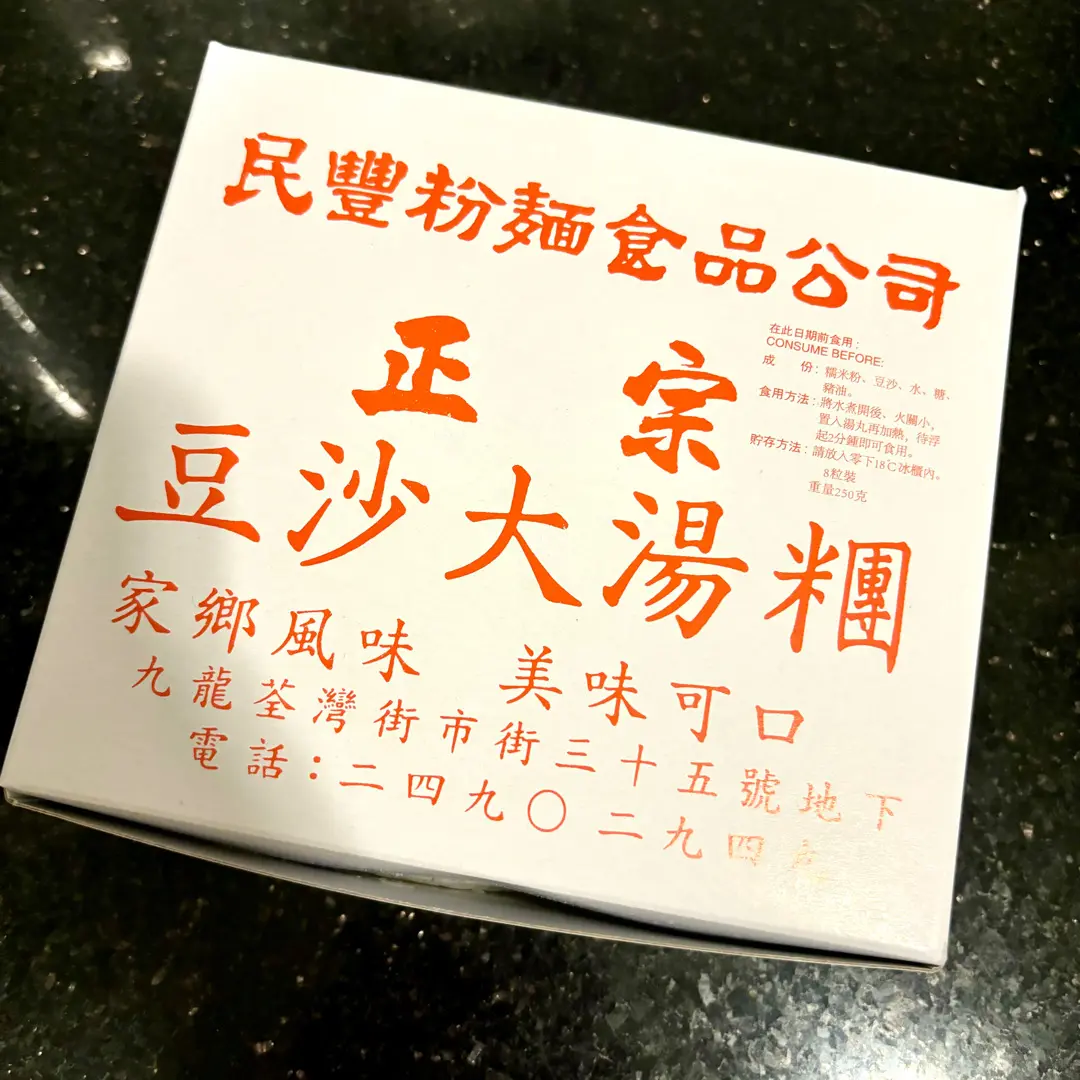 民豐粉麵食品公司
正宗
豆沙大湯糰
家鄉風味 美味可口
九龍荃灣街市街三十五號地下
電話：二四九〇二九四
在此日期前食用：
CONSUME BEFORE:
成 份：糯米粉、豆沙、水、糖、
豬油。
食用方法：將水煮開後、火關小，
置入湯丸再加熱，待浮
起2分鍾即可食用。
貯存方法：請放入零下18℃冰櫃內。
8粒裝
重量250克